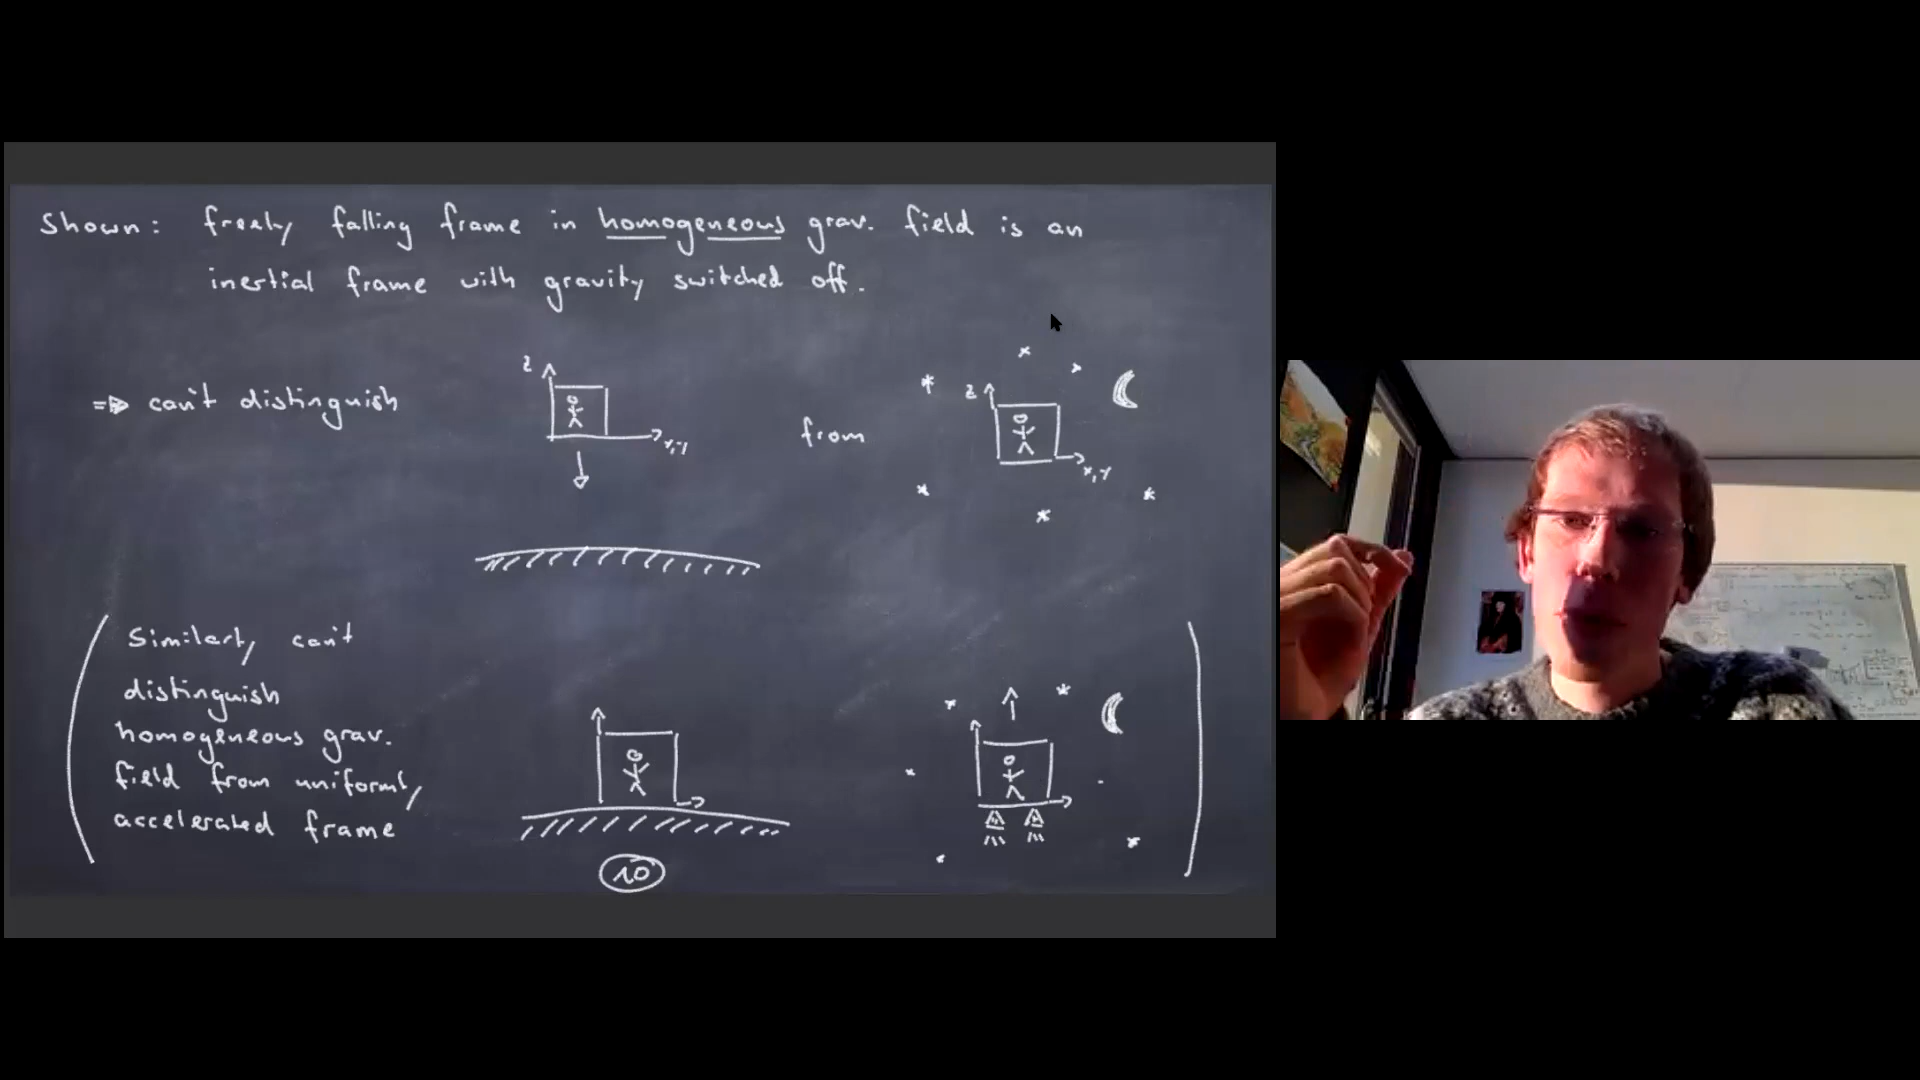 Shown: freely falling frame in homogeneous grav. field is an
inertial frame with gravity switched off.
=> can't distinguish
z
x,y
from
z
x,y
Similarly can't
distinguish
homogeneous grav.
field from uniformly
accelerated frame
10